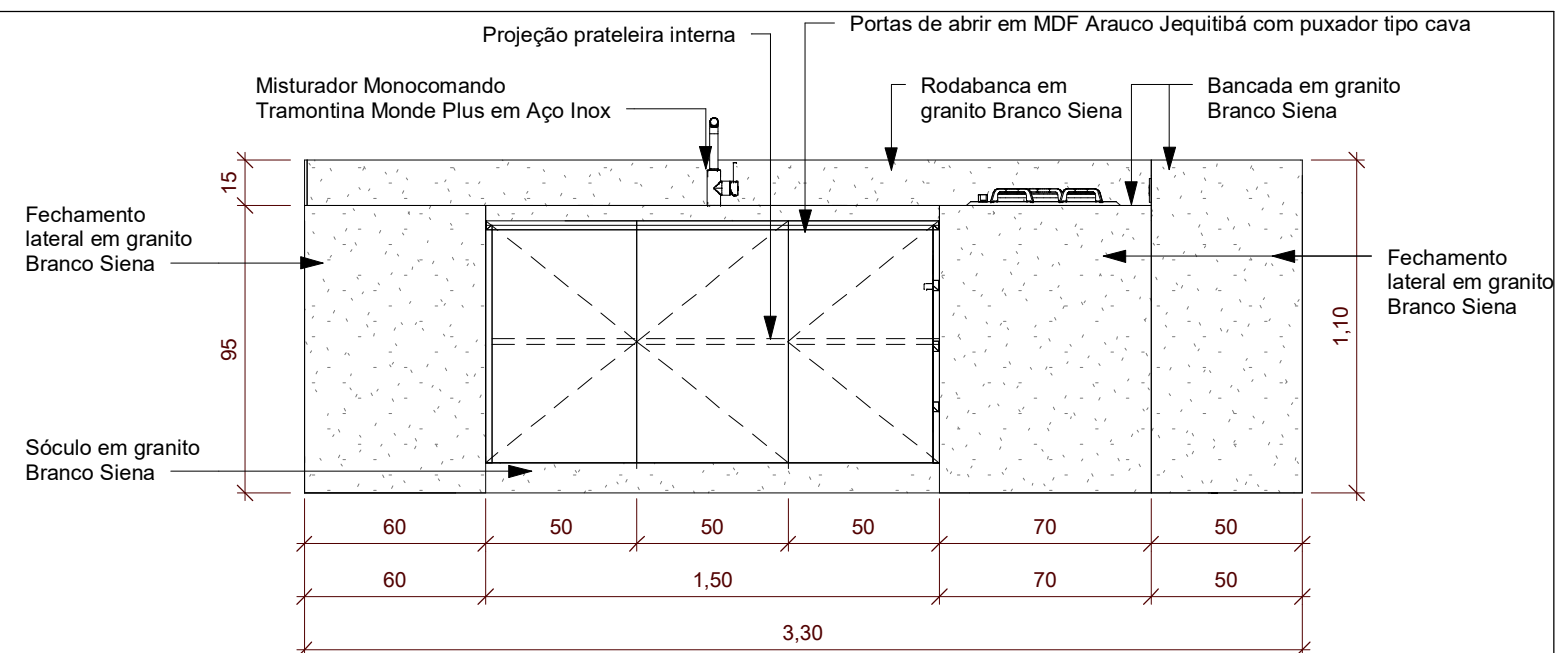 Projeção prateleira interna
Portas de abrir em MDF Arauco Jequitibá com puxador tipo cava
Misturador Monocomando
Tramontina Monde Plus em Aço Inox
Rodabanca em
granito Branco Siena
Bancada em granito
Branco Siena
15
Fechamento
lateral em granito
Branco Siena
Fechamento
lateral em granito
Branco Siena
95
1,10
Sóculo em granito
Branco Siena
60
50
50
50
70
50
60
1,50
70
50
3,30